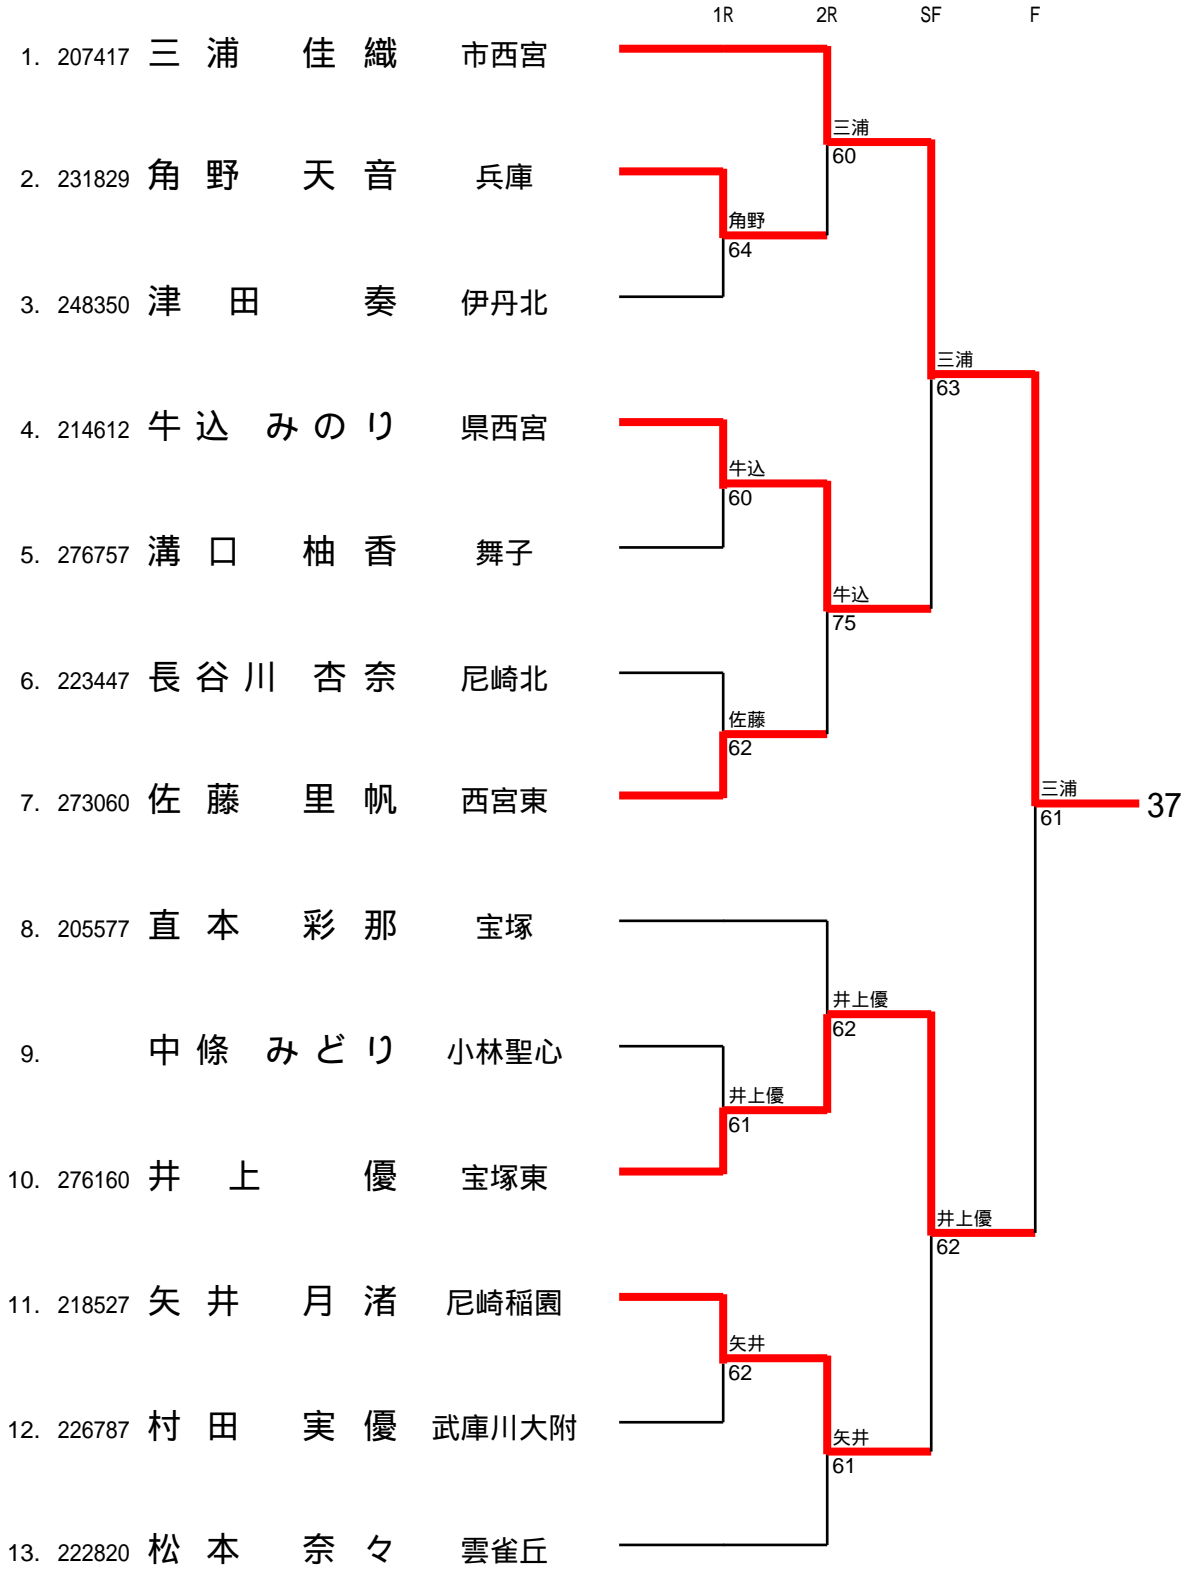 1R 2R SF F
1. 207417 三浦 佳織 市西宮
三浦
60
2. 231829 角野 天音 兵庫
角野
64
3. 248350 津田 奏 伊丹北
三浦
63
4. 214612 牛込 みのり 県西宮
牛込
60
5. 276757 溝口 柚香 舞子
牛込
75
6. 223447 長谷川 杏奈 尼崎北
佐藤
62
7. 273060 佐藤 里帆 西宮東
三浦
61
37
8. 205577 直本 彩那 宝塚
井上優
62
9. 中條 みどり 小林聖心
井上優
61
10. 276160 井上 優 宝塚東
井上優
62
11. 218527 矢井 月渚 尼崎稲園
矢井
62
12. 226787 村田 実優 武庫川大附
矢井
61
13. 222820 松本 奈々 雲雀丘